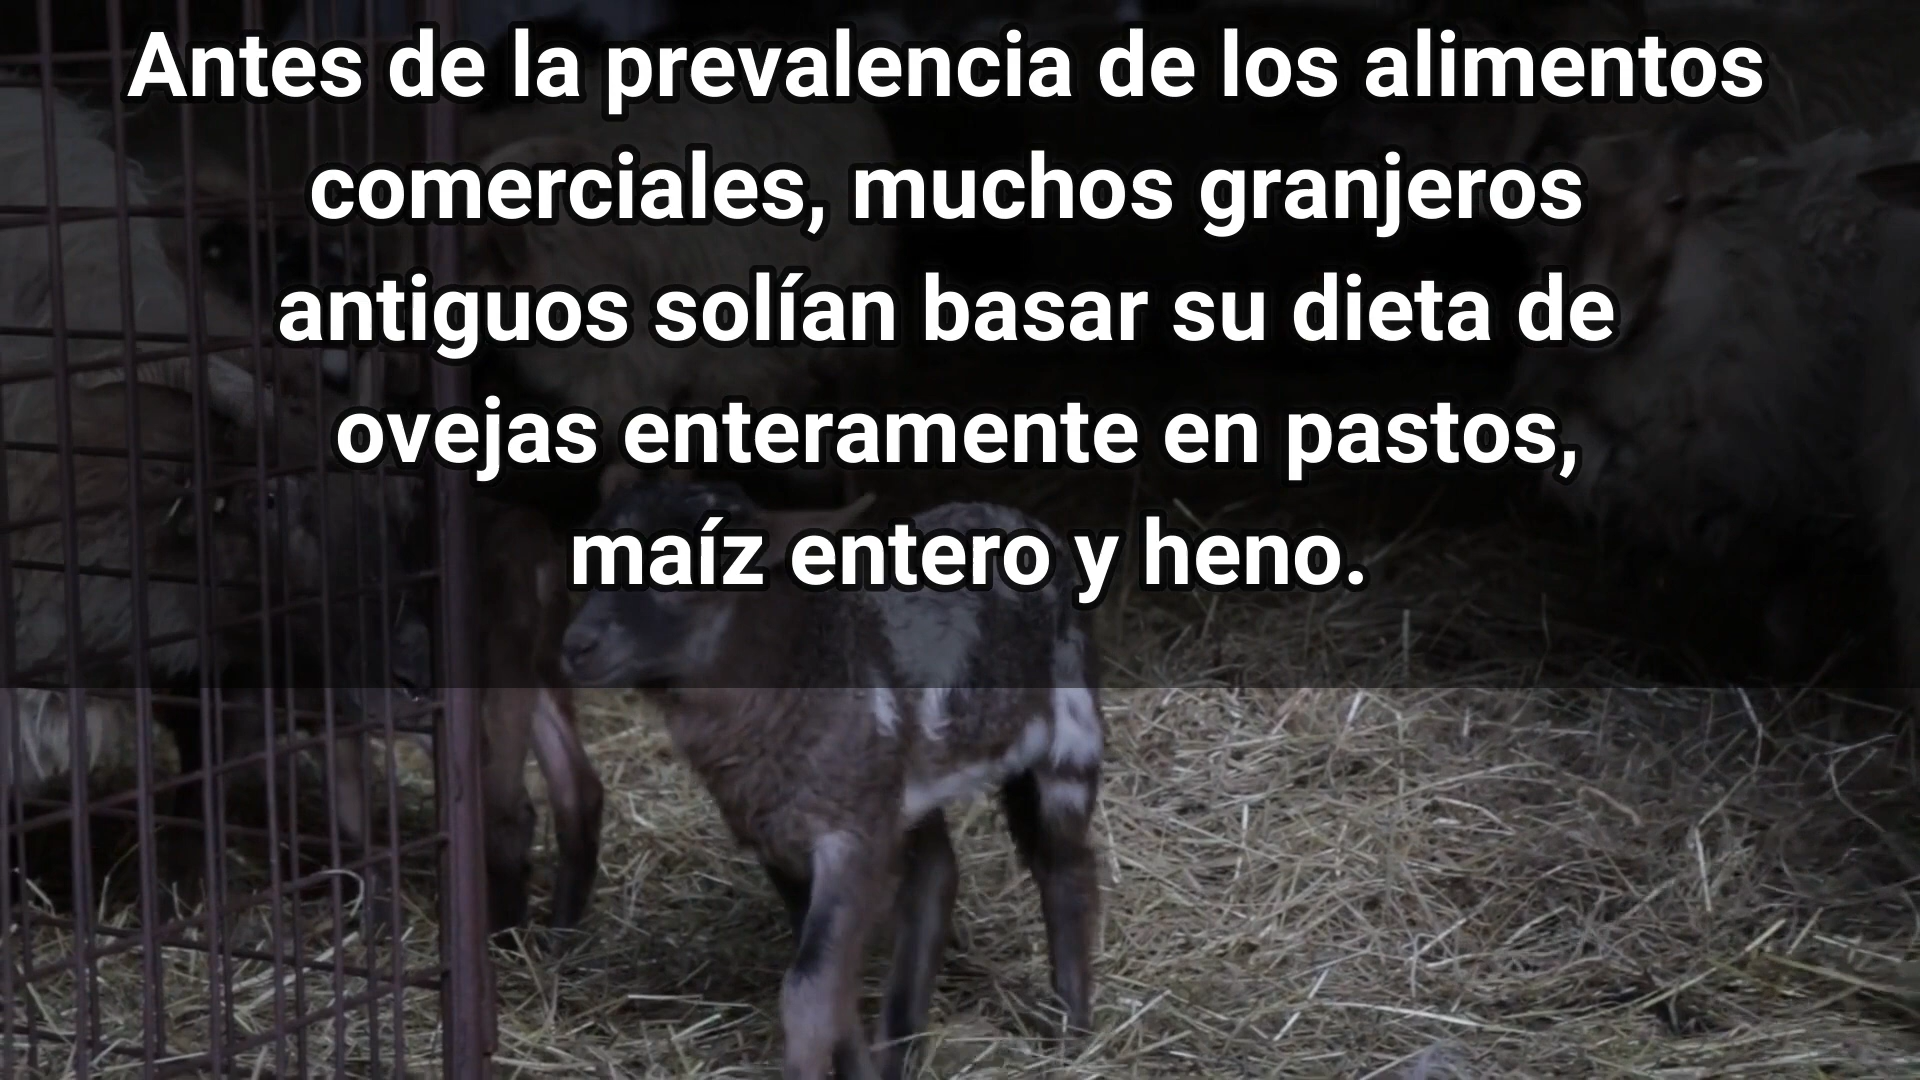 Antes de la prevalencia de los alimentos
comerciales, muchos granjeros
antiguos solían basar su dieta de
ovejas enteramente en pastos,
maíz entero y heno.